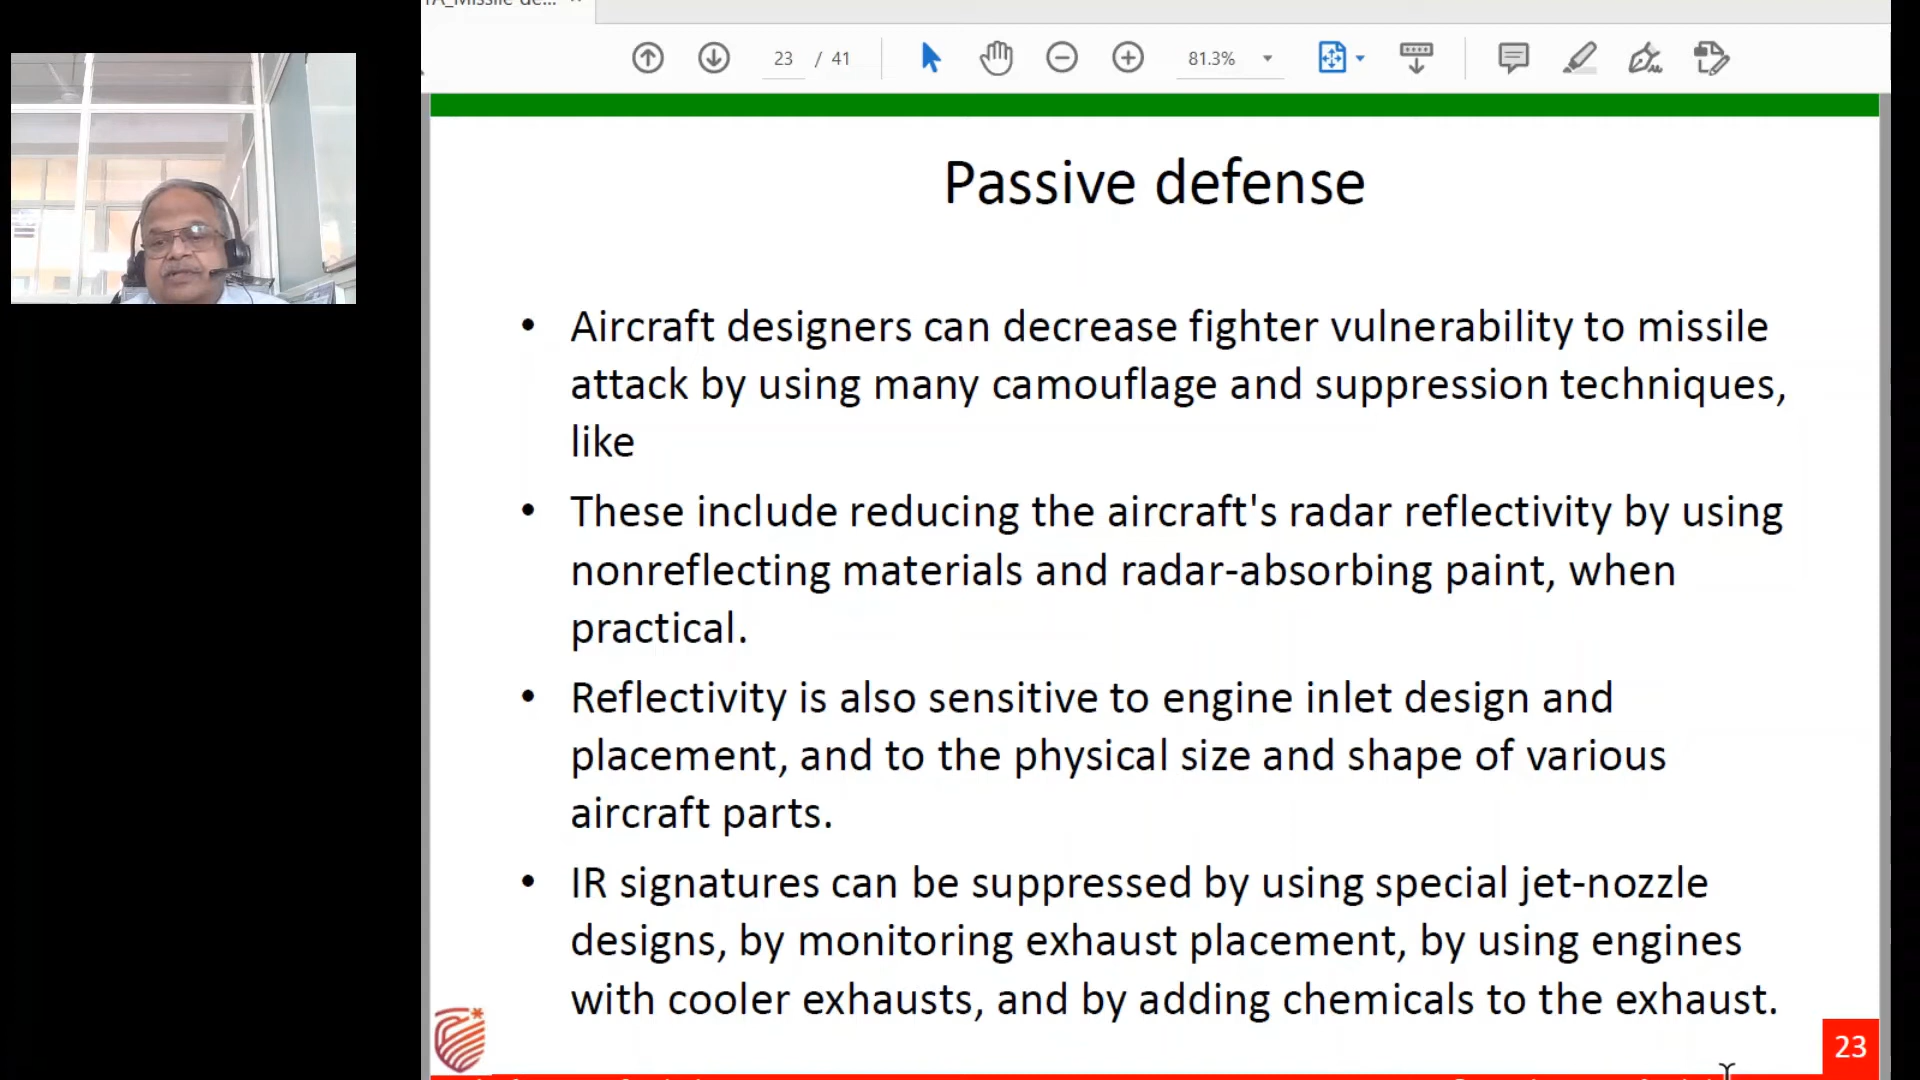 23 / 41
81.3%
Passive defense
• Aircraft designers can decrease fighter vulnerability to missile
attack by using many camouflage and suppression techniques,
like
• These include reducing the aircraft's radar reflectivity by using
nonreflecting materials and radar-absorbing paint, when
practical.
• Reflectivity is also sensitive to engine inlet design and
placement, and to the physical size and shape of various
aircraft parts.
• IR signatures can be suppressed by using special jet-nozzle
designs, by monitoring exhaust placement, by using engines
with cooler exhausts, and by adding chemicals to the exhaust.
23